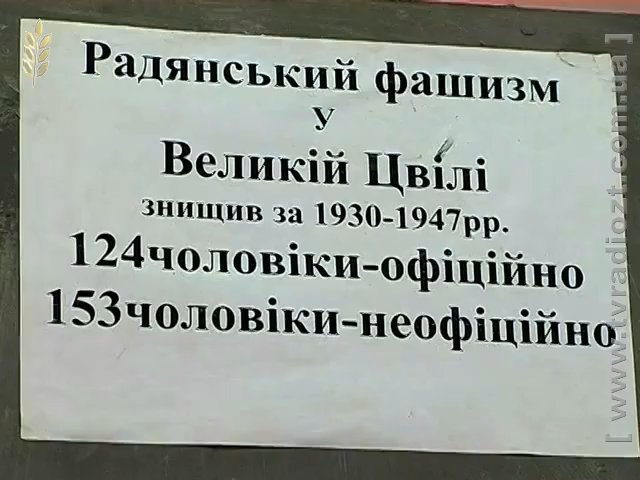 Радянський фашизм
у
Великій Цвілі
знищив за 1930-1947рр.
124чоловіки-офіційно
153чоловіки-неофіційно
[ www.tvradiozt.com.ua ]